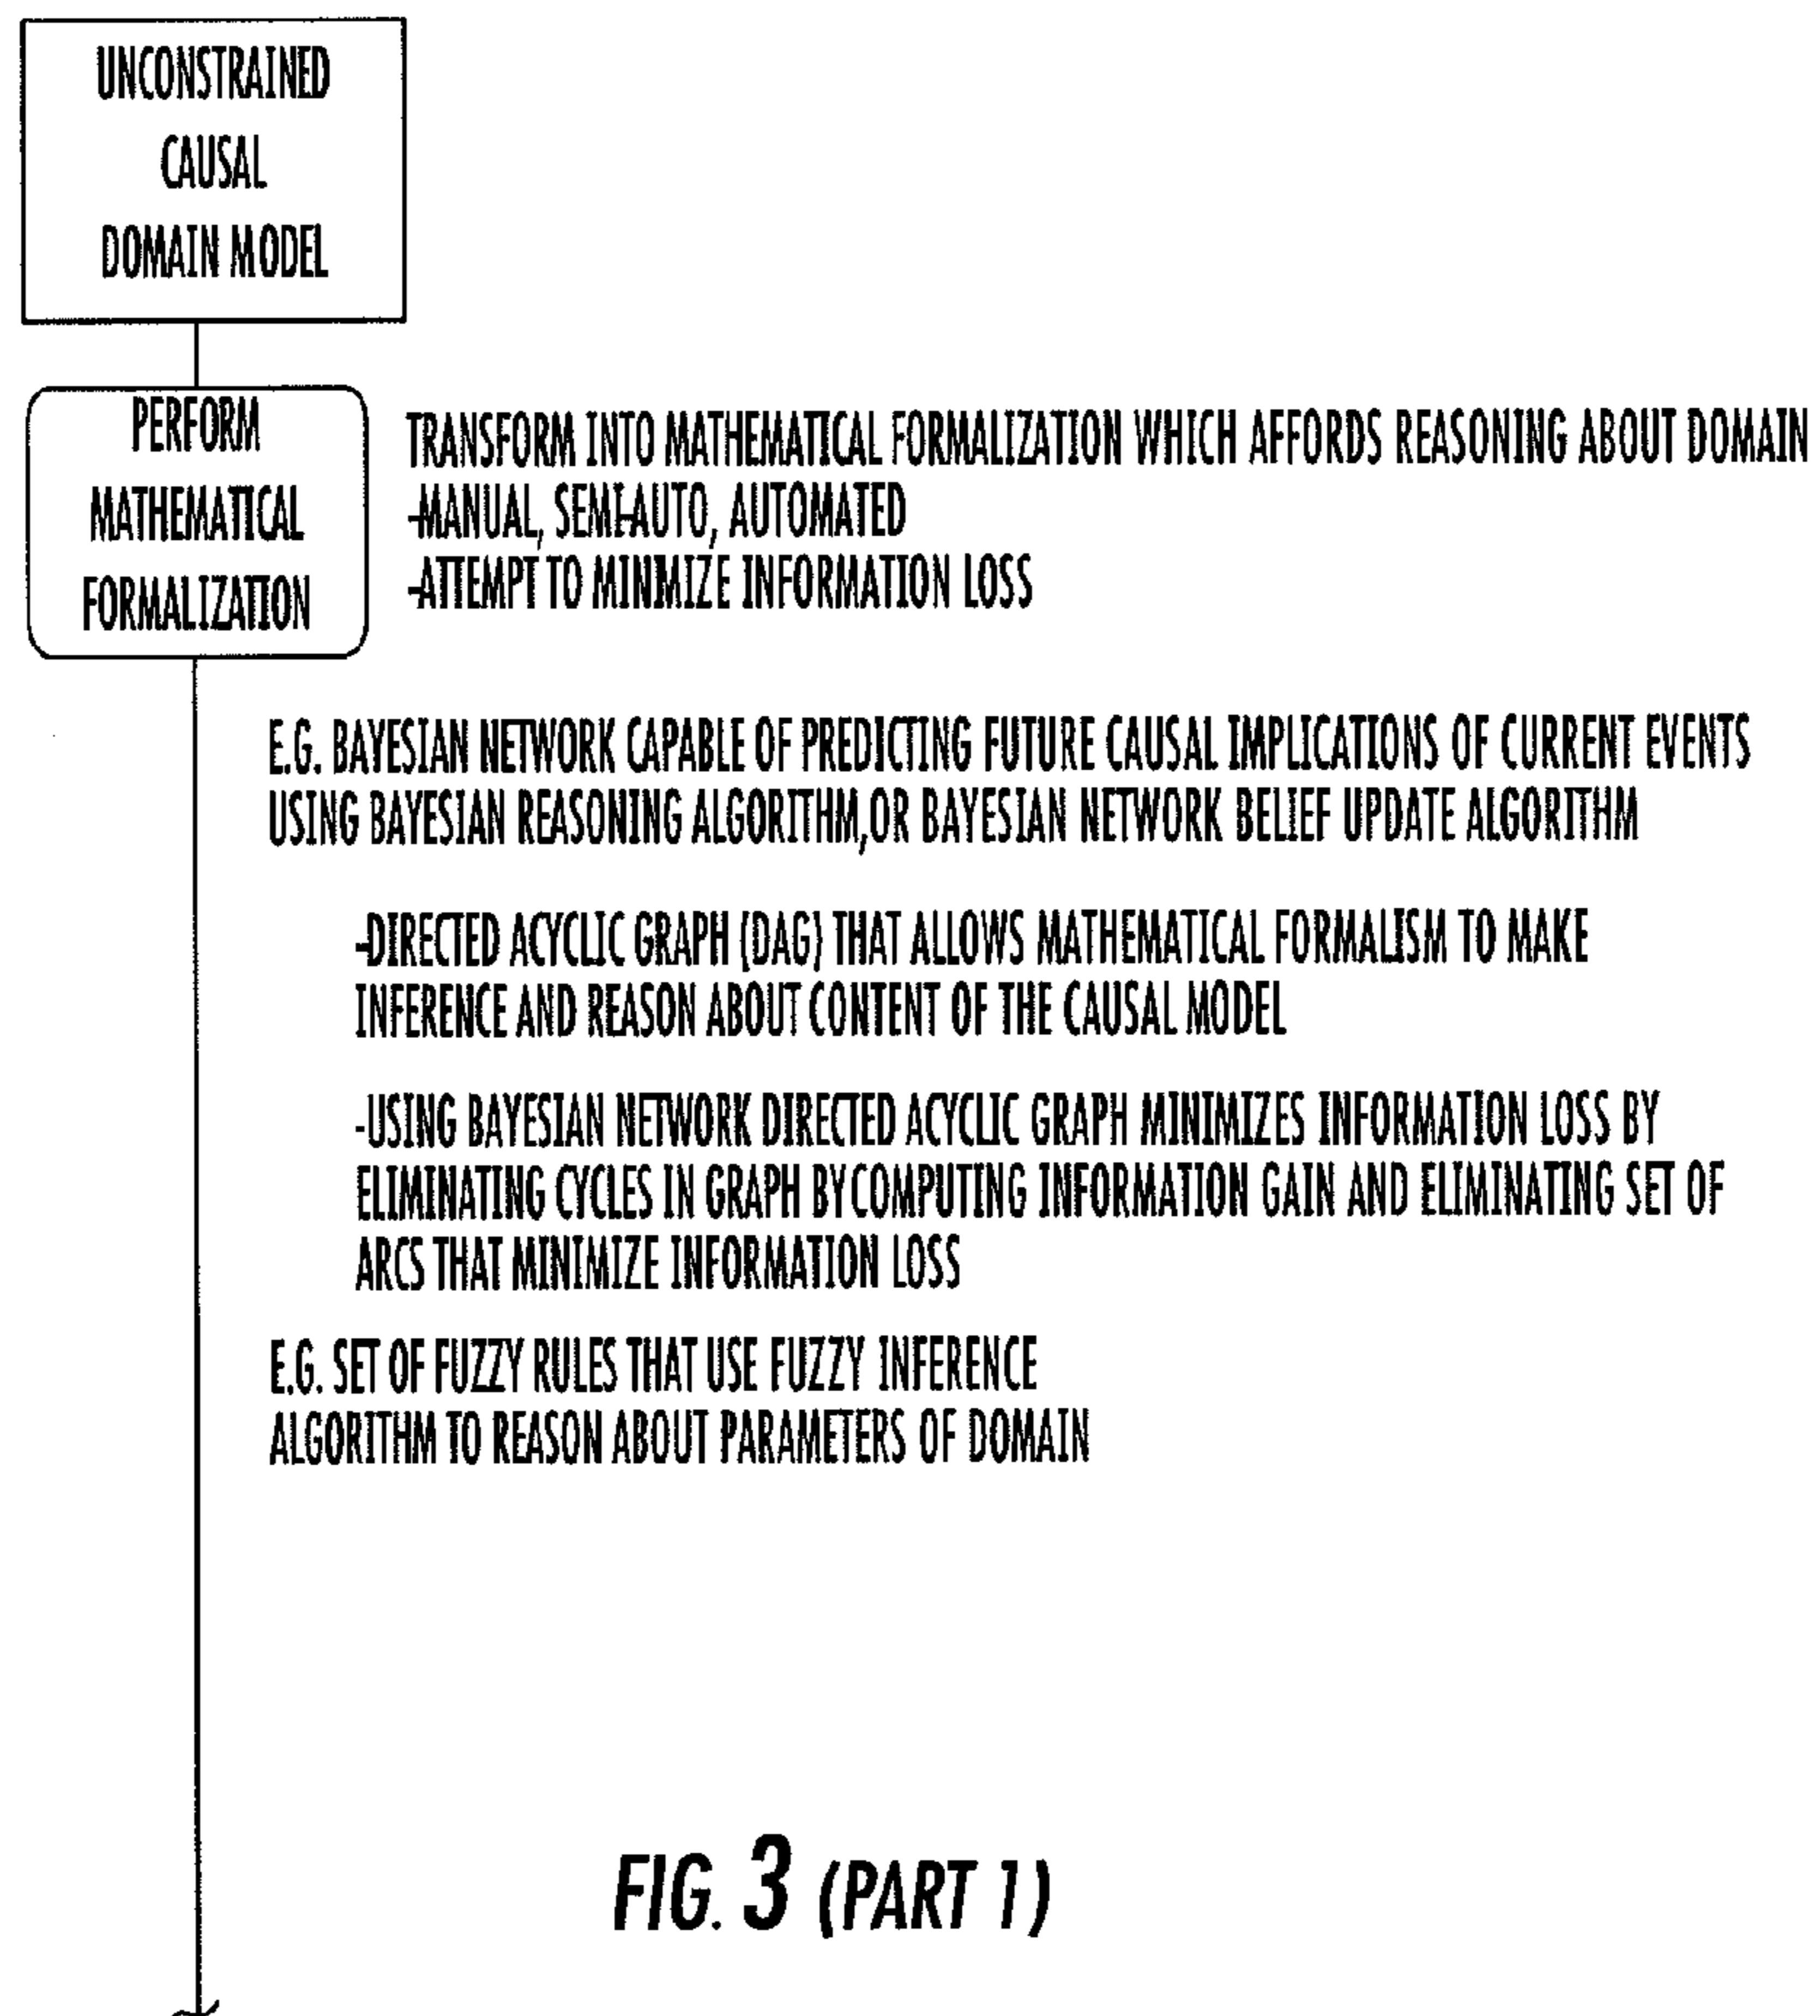 UNCONSTRAINED
CAUSAL
DOMAIN MODEL
PERFORM
MATHEMATICAL
FORMALIZATION
TRANSFORM INTO MATHEMATICAL FORMALIZATION WHICH AFFORDS REASONING ABOUT DOMAIN
-MANUAL, SEMI-AUTO, AUTOMATED
-ATTEMPT TO MINIMIZE INFORMATION LOSS
E.G. BAYESIAN NETWORK CAPABLE OF PREDICTING FUTURE CAUSAL IMPLICATIONS OF CURRENT EVENTS
USING BAYESIAN REASONING ALGORITHM,OR BAYESIAN NETWORK BELIEF UPDATE ALGORITHM
-DIRECTED ACYCLIC GRAPH (DAG) THAT ALLOWS MATHEMATICAL FORMALISM TO MAKE
INFERENCE AND REASON ABOUT CONTENT OF THE CAUSAL MODEL
-USING BAYESIAN NETWORK DIRECTED ACYCLIC GRAPH MINIMIZES INFORMATION LOSS BY
ELIMINATING CYCLES IN GRAPH BY COMPUTING INFORMATION GAIN AND ELIMINATING SET OF
ARCS THAT MINIMIZE INFORMATION LOSS
E.G. SET OF FUZZY RULES THAT USE FUZZY INFERENCE
ALGORITHM TO REASON ABOUT PARAMETERS OF DOMAIN
FIG. 3 (PART 1)